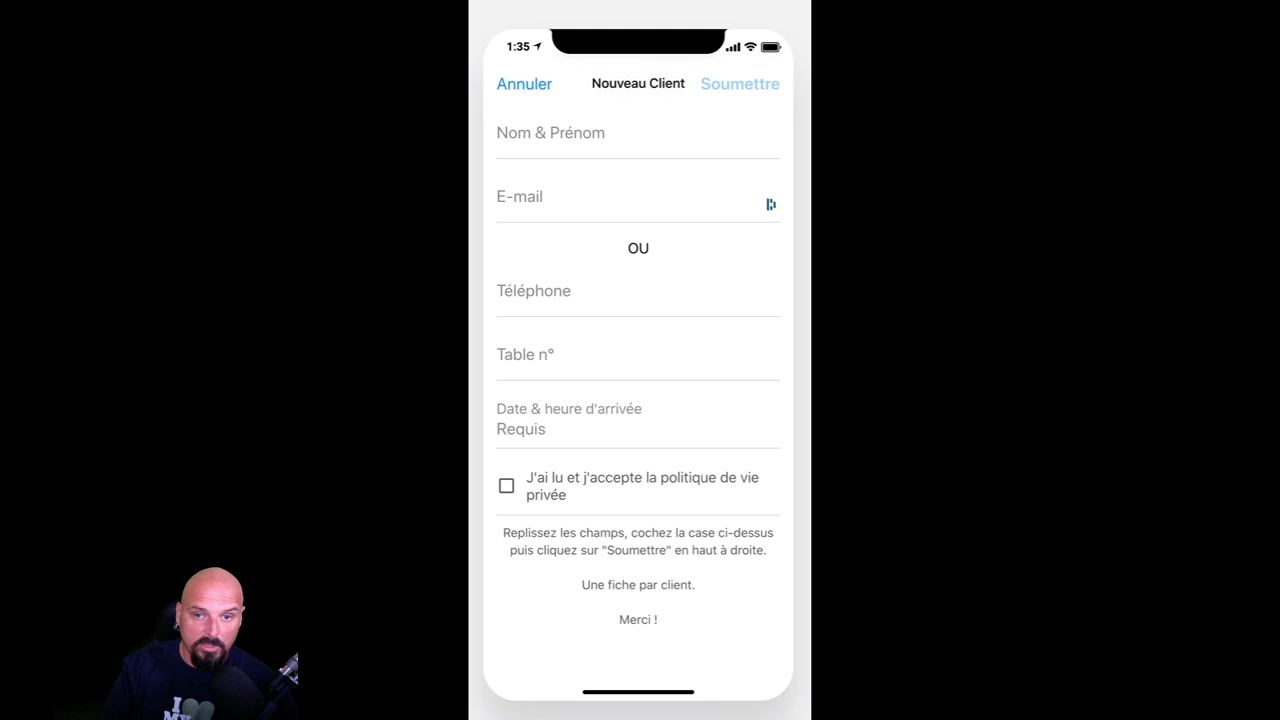 1:35
Annuler
Nouveau Client
Soumettre
Nom & Prénom
E-mail
OU
Téléphone
Table n°
Date & heure d'arrivée
Requis
J'ai lu et j'accepte la politique de vie
privée
Replissez les champs, cochez la case ci-dessus
puis cliquez sur "Soumettre" en haut à droite.
Une fiche par client.
Merci !
I
MY